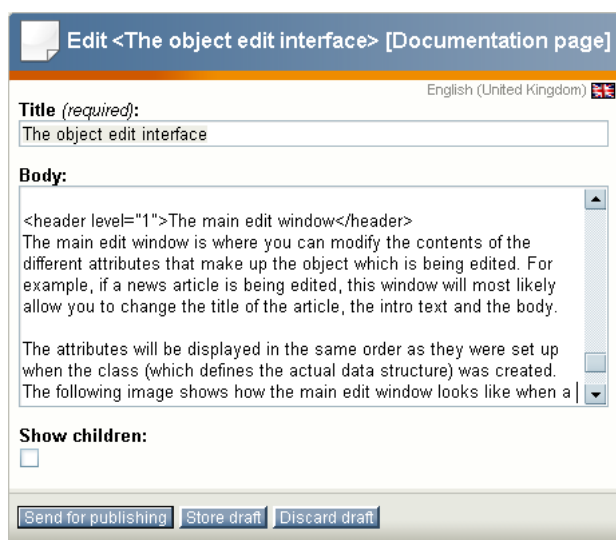 Edit <The object edit interface> [Documentation page]
English (United Kingdom)
Title (required):
The object edit interface
Body:
<header level="1">The main edit window</header>
The main edit window is where you can modify the contents of the
different attributes that make up the object which is being edited. For
example, if a news article is being edited, this window will most likely
allow you to change the title of the article, the intro text and the body.
The attributes will be displayed in the same order as they were set up
when the class (which defines the actual data structure) was created.
The following image shows how the main edit window looks like when a
Show children:
Send for publishing Store draft Discard draft